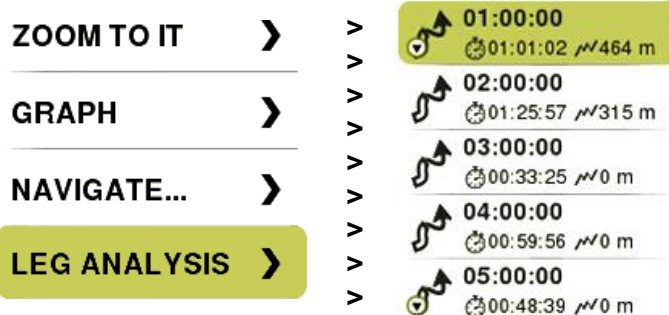 ZOOM TO IT
GRAPH
NAVIGATE...
LEG ANALYSIS
>
>
>
>
>
>
>
>
>
01:00:00
01:01:02 464 m
02:00:00
01:25:57 315 m
03:00:00
00:33:25 0 m
04:00:00
00:59:56 0 m
05:00:00
00:48:39 0 m